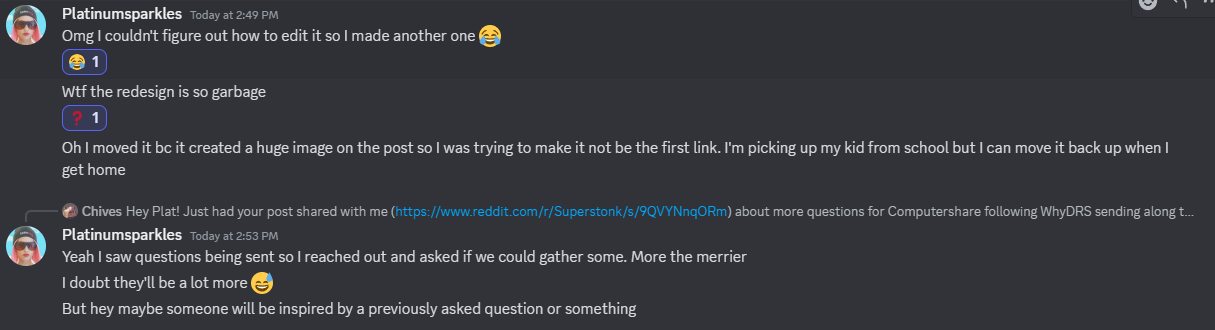 Platinumsparkles Today at 2:49 PM
Omg I couldn't figure out how to edit it so I made another one 😂
😂 1
Wtf the redesign is so garbage
❓ 1
Oh I moved it bc it created a huge image on the post so I was trying to make it not be the first link. I'm picking up my kid from school but I can move it back up when I
get home
Chives Hey Plat! Just had your post shared with me (https://www.reddit.com/r/Superstonk/s/9QVYNnqORm) about more questions for Computershare following WhyDRS sending along t...
Platinumsparkles Today at 2:53 PM
Yeah I saw questions being sent so I reached out and asked if we could gather some. More the merrier
I doubt they'll be a lot more 😅
But hey maybe someone will be inspired by a previously asked question or something